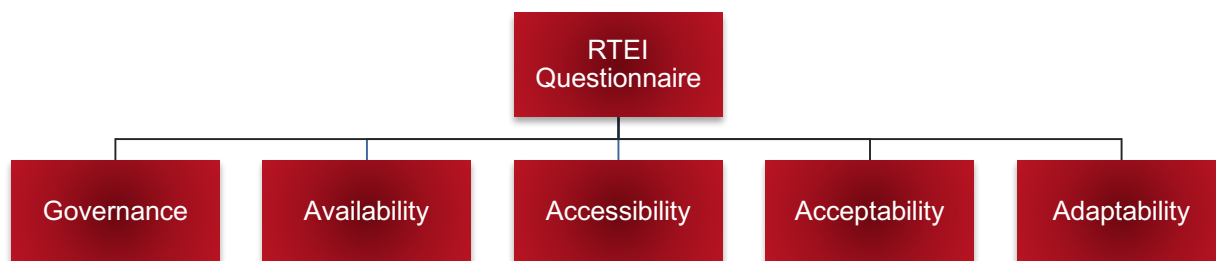 RTEI
Questionnaire
Governance
Availability
Accessibility
Acceptability
Adaptability